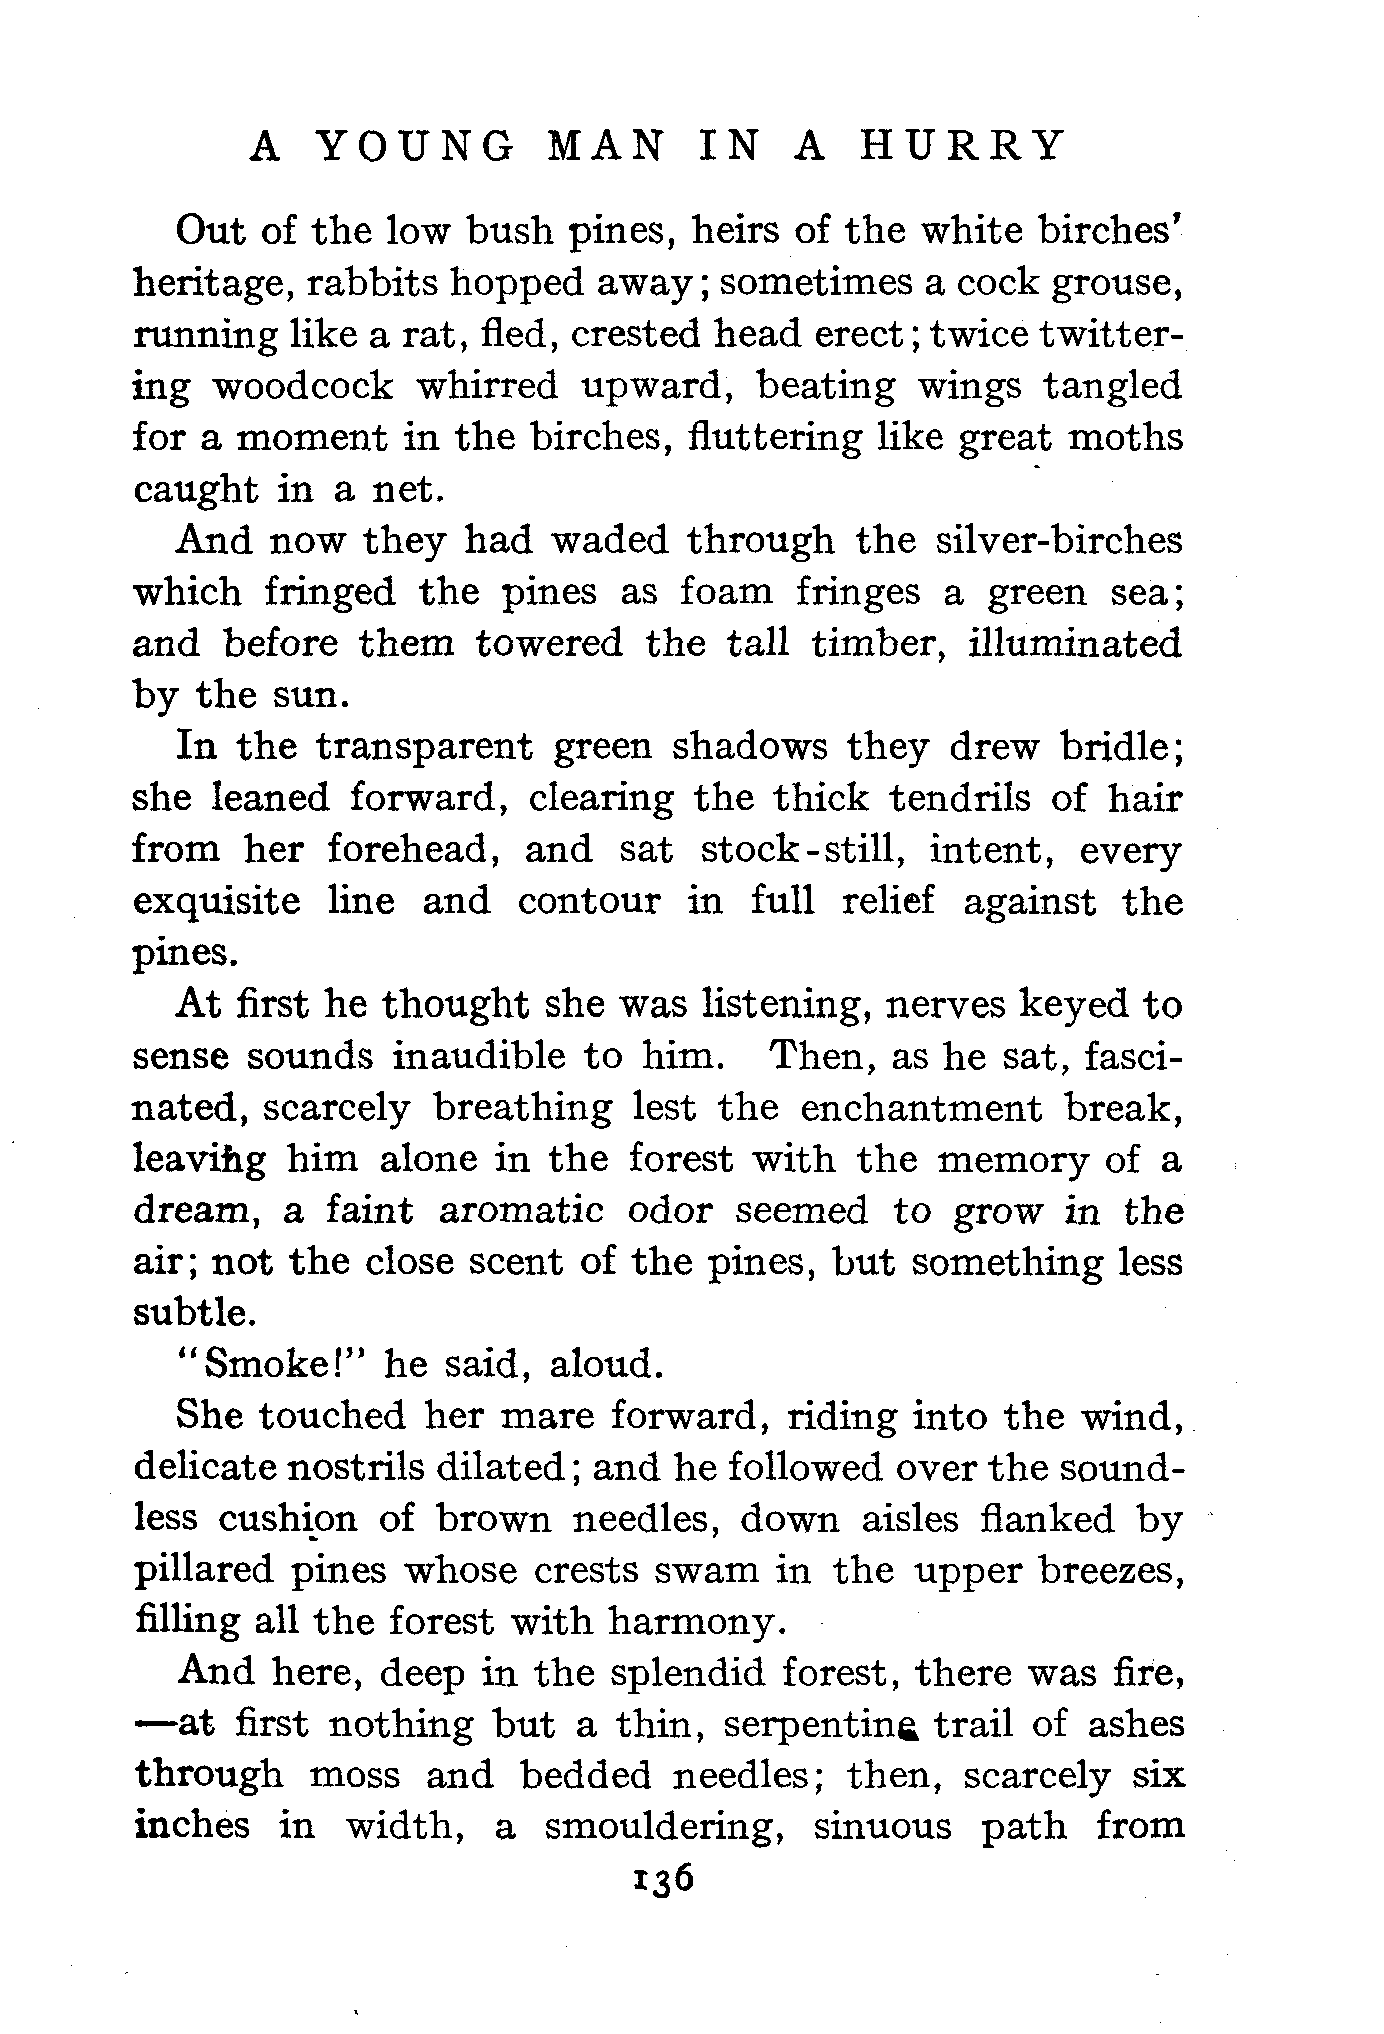 A YOUNG MAN IN A HURRY
Out of the low bush pines, heirs of the white birches'
heritage, rabbits hopped away; sometimes a cock grouse,
running like a rat, fled, crested head erect; twice twitter-
ing woodcock whirred upward, beating wings tangled
for a moment in the birches, fluttering like great moths
caught in a net.
And now they had waded through the silver-birches
which fringed the pines as foam fringes a green sea;
and before them towered the tall timber, illuminated
by the sun.
In the transparent green shadows they drew bridle;
she leaned forward, clearing the thick tendrils of hair
from her forehead, and sat stock-still, intent, every
exquisite line and contour in full relief against the
pines.
At first he thought she was listening, nerves keyed to
sense sounds inaudible to him. Then, as he sat, fasci-
nated, scarcely breathing lest the enchantment break,
leaving him alone in the forest with the memory of a
dream, a faint aromatic odor seemed to grow in the
air; not the close scent of the pines, but something less
subtle.
"Smoke!" he said, aloud.
She touched her mare forward, riding into the wind,
delicate nostrils dilated; and he followed over the sound-
less cushion of brown needles, down aisles flanked by
pillared pines whose crests swam in the upper breezes,
filling all the forest with harmony.
And here, deep in the splendid forest, there was fire,
—at first nothing but a thin, serpentine trail of ashes
through moss and bedded needles; then, scarcely six
inches in width, a smouldering, sinuous path from
136